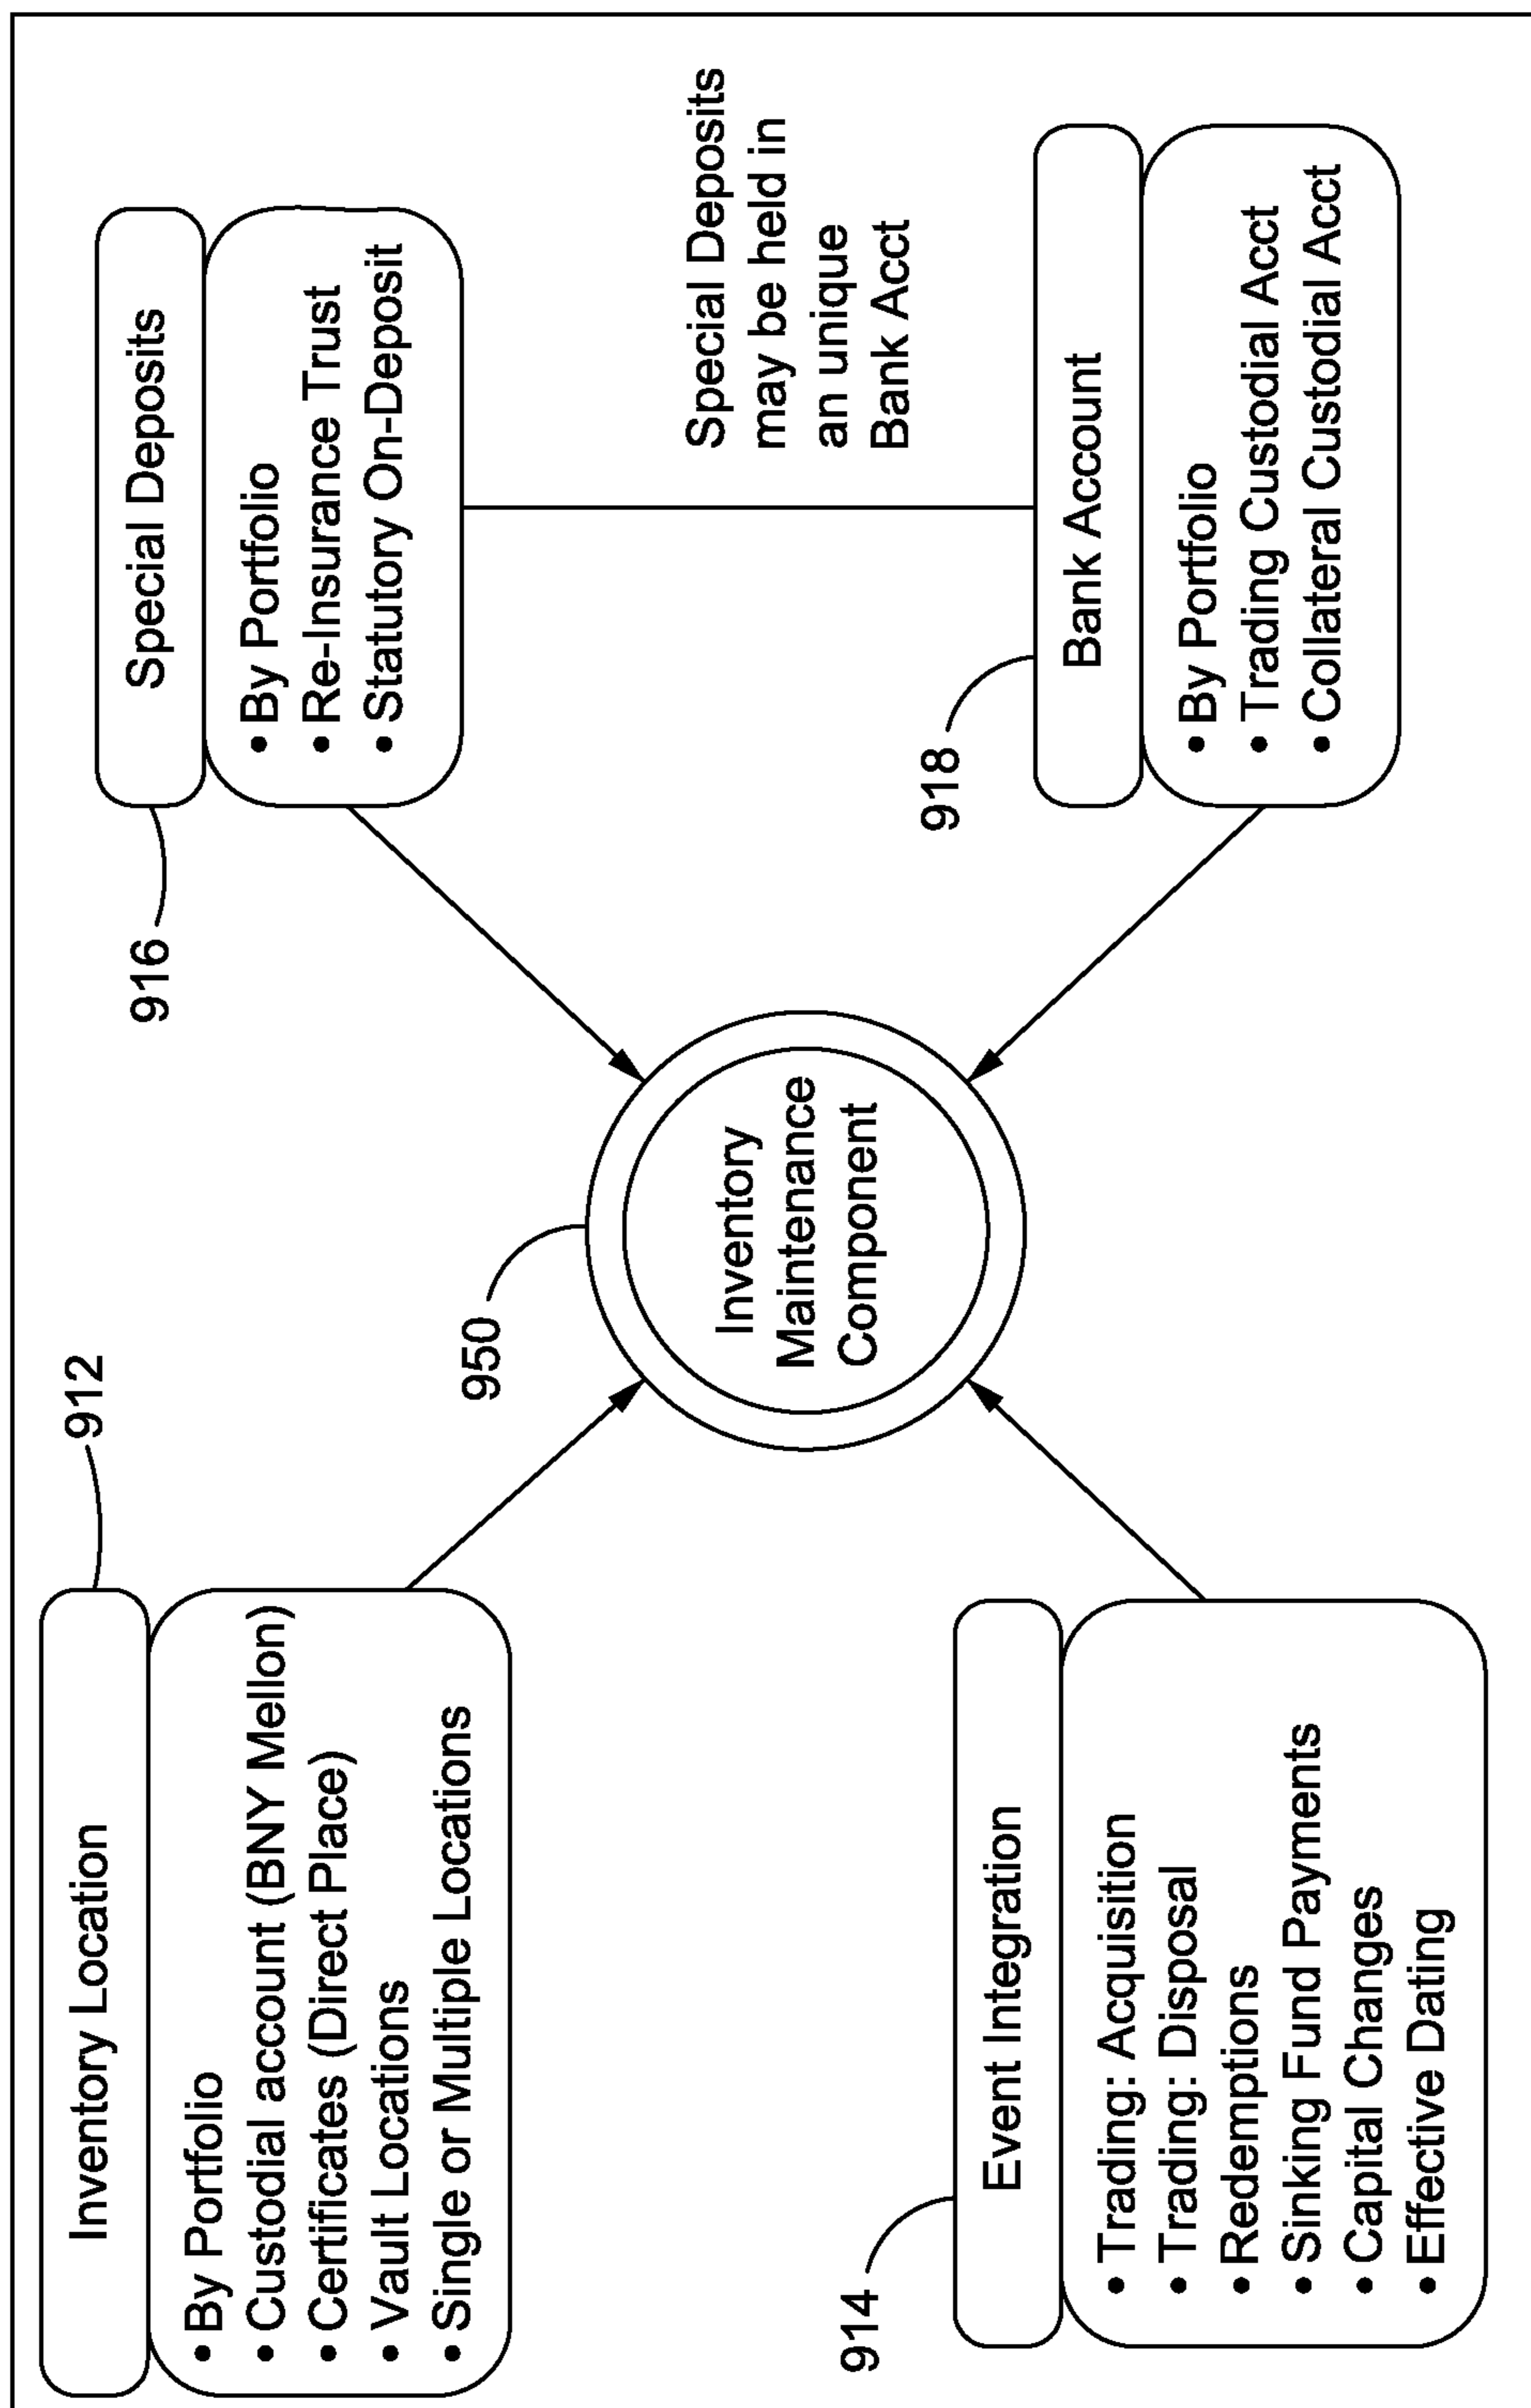 Inventory Location
912
• By Portfolio
• Custodial account (BNY Mellon)
• Certificates (Direct Place)
• Vault Locations
• Single or Multiple Locations
Special Deposits
916
• By Portfolio
• Re-Insurance Trust
• Statutory On-Deposit
950
Inventory
Maintenance
Component
Special Deposits
may be held in
an unique
Bank Acct
914
Event Integration
• Trading: Acquisition
• Trading: Disposal
• Redemptions
• Sinking Fund Payments
• Capital Changes
• Effective Dating
918
Bank Account
• By Portfolio
• Trading Custodial Acct
• Collateral Custodial Acct